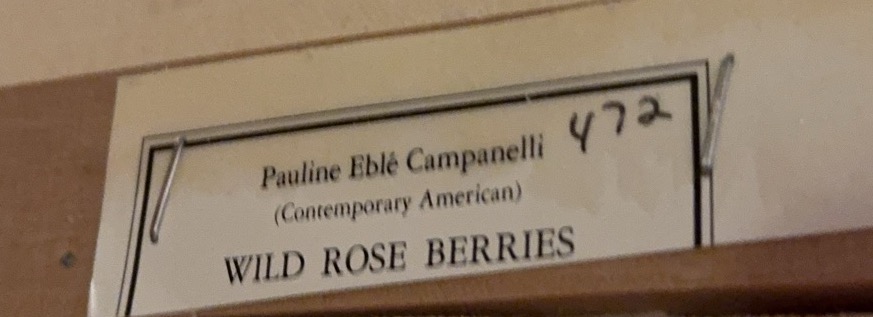 472
Pauline Eblé Campanelli
(Contemporary American)
WILD ROSE BERRIES